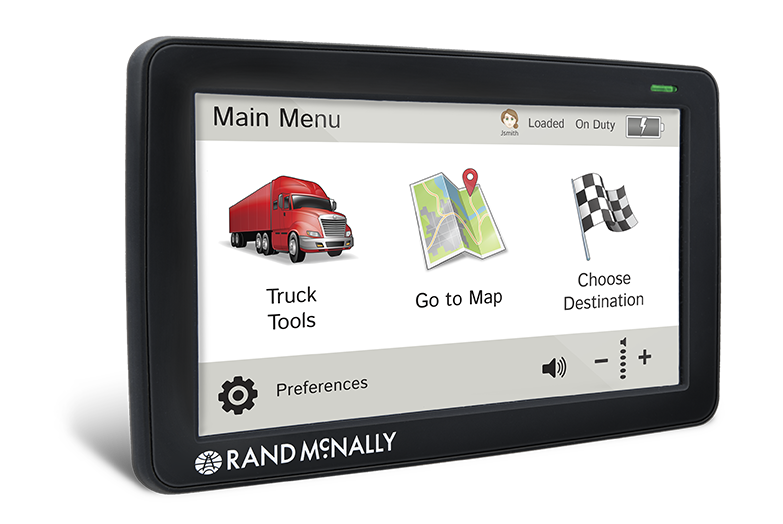 Main Menu
Jsmith
Loaded
On Duty
Truck
Tools
Go to Map
Choose
Destination
Preferences
− +
RAND MCNALLY